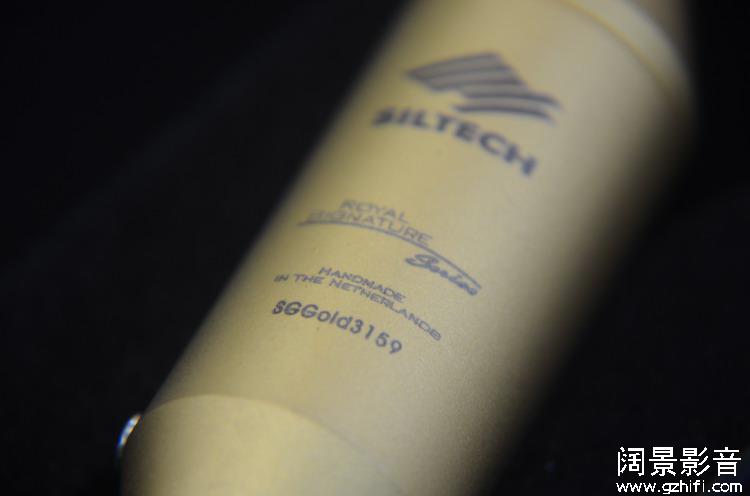 SILTECH
ROYAL
SIGNATURE
Series
HANDMADE
IN THE NETHERLANDS
SGGold3159
阔景影音
www.gzhifi.com